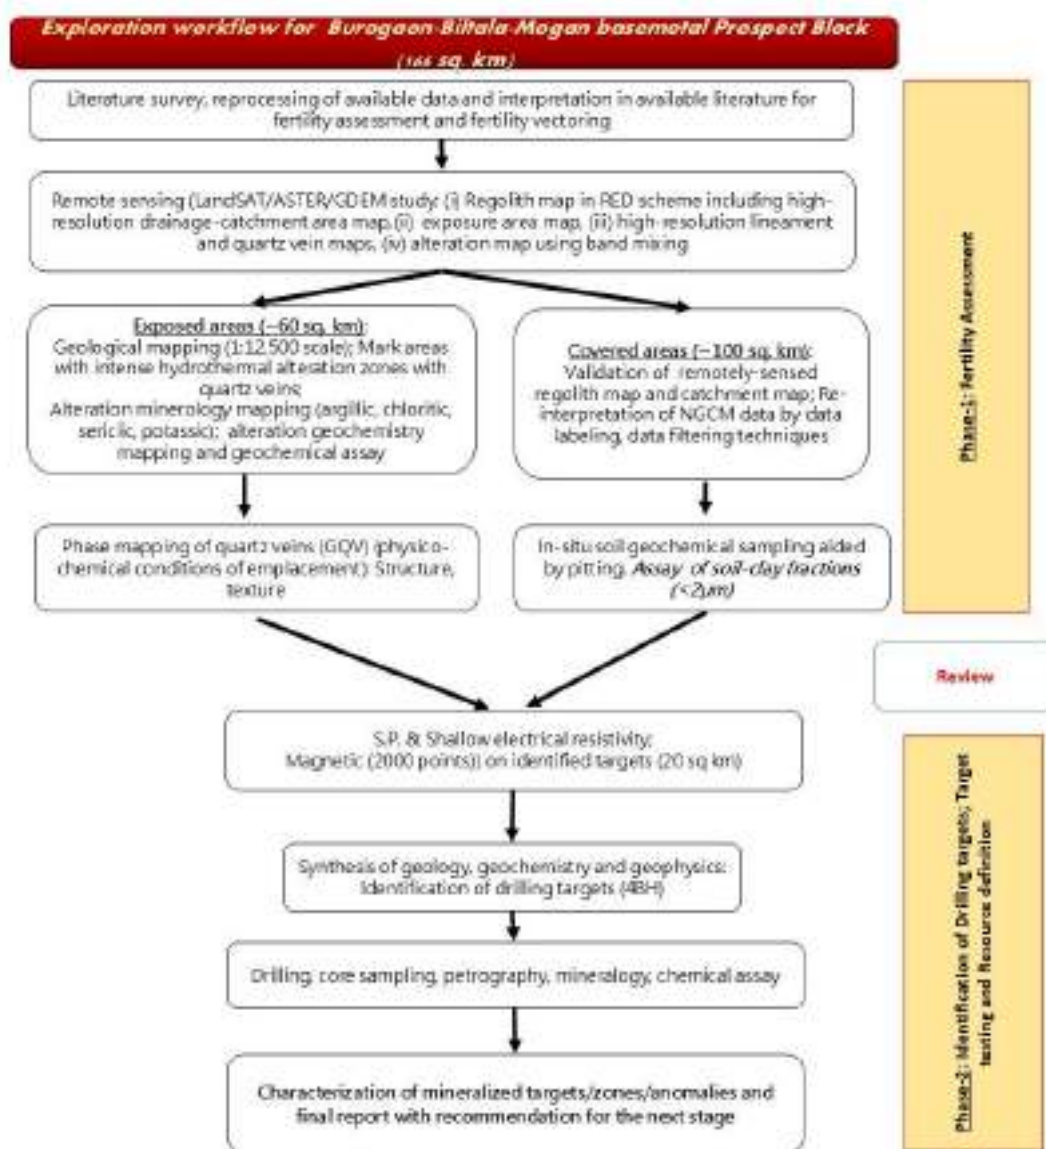 Exploration workflow for Burogaon-Biltala-Mogan basemetal Prospect Block
(166 sq. km)
Literature survey, reprocessing of available data and interpretation in available literature for
fertility assessment and fertility vectoring
Remote sensing (LandSAT/ASTER/GDEM study: (i) Regolith map in RED scheme including high-
resolution drainage-catchment area map, (ii) exposure area map, (iii) high-resolution lineament
and quartz vein maps, (iv) alteration map using band mixing
Exposed areas (~60 sq. km):
Geological mapping (1:12,500 scale); Mark areas
with intense hydrothermal alteration zones with
quartz veins;
Alteration minerology mapping (argillic, chloritic,
sericlic, potassic); alteration geochemistry
mapping and geochemical assay
Covered areas (~100 sq. km):
Validation of remotely-sensed
regolith map and catchment map; Re-
interpretation of NGCM data by data
labeling, data filtering techniques
Phase mapping of quartz veins (GQV) (physico-
chemical conditions of emplacement) Structure,
texture
In-situ soil geochemical sampling aided
by pitting. Assay of soil-clay fractions
(<2µm)
Phase-1: Fertility Assessment
Review
S.P. & Shallow electrical resistivity;
Magnetic (2000 points)) on identified targets (20 sq km)
Synthesis of geology, geochemistry and geophysics:
Identification of drilling targets (4BH)
Drilling, core sampling, petrography, mineralogy, chemical assay
Characterization of mineralized targets/zones/anomalies and
final report with recommendation for the next stage
Phase-2: Identification of Drilling targets; Target
testing and Resource definition